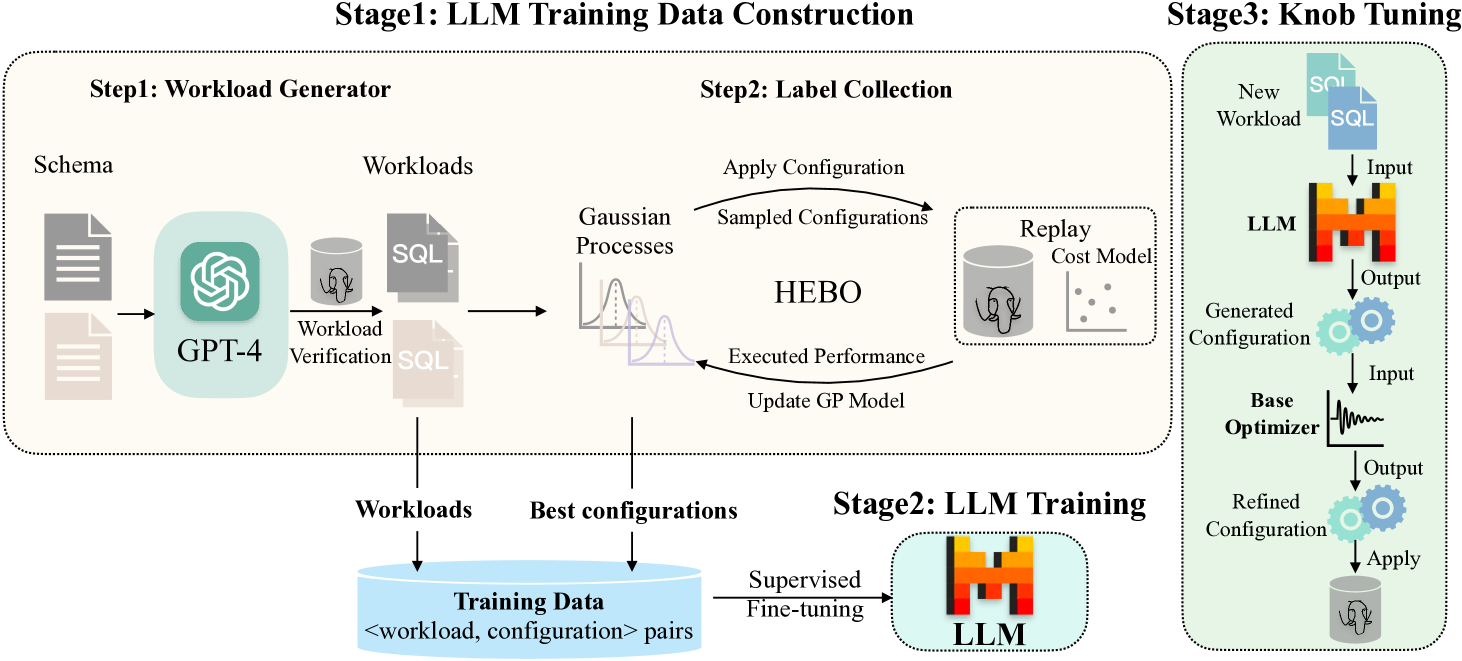 Stage1: LLM Training Data Construction
Step1: Workload Generator
Schema
GPT-4
Workload
Verification
Workloads
SQL
SQL
Step2: Label Collection
Gaussian
Processes
Apply Configuration
Sampled Configurations
HEBO
Executed Performance
Update GP Model
Replay
Cost Model
Workloads
Best configurations
Training Data
<workload, configuration> pairs
Supervised
Fine-tuning
Stage2: LLM Training
LLM
Stage3: Knob Tuning
New
Workload
SQL
SQL
Input
LLM
Output
Generated
Configuration
Input
Base
Optimizer
Output
Refined
Configuration
Apply